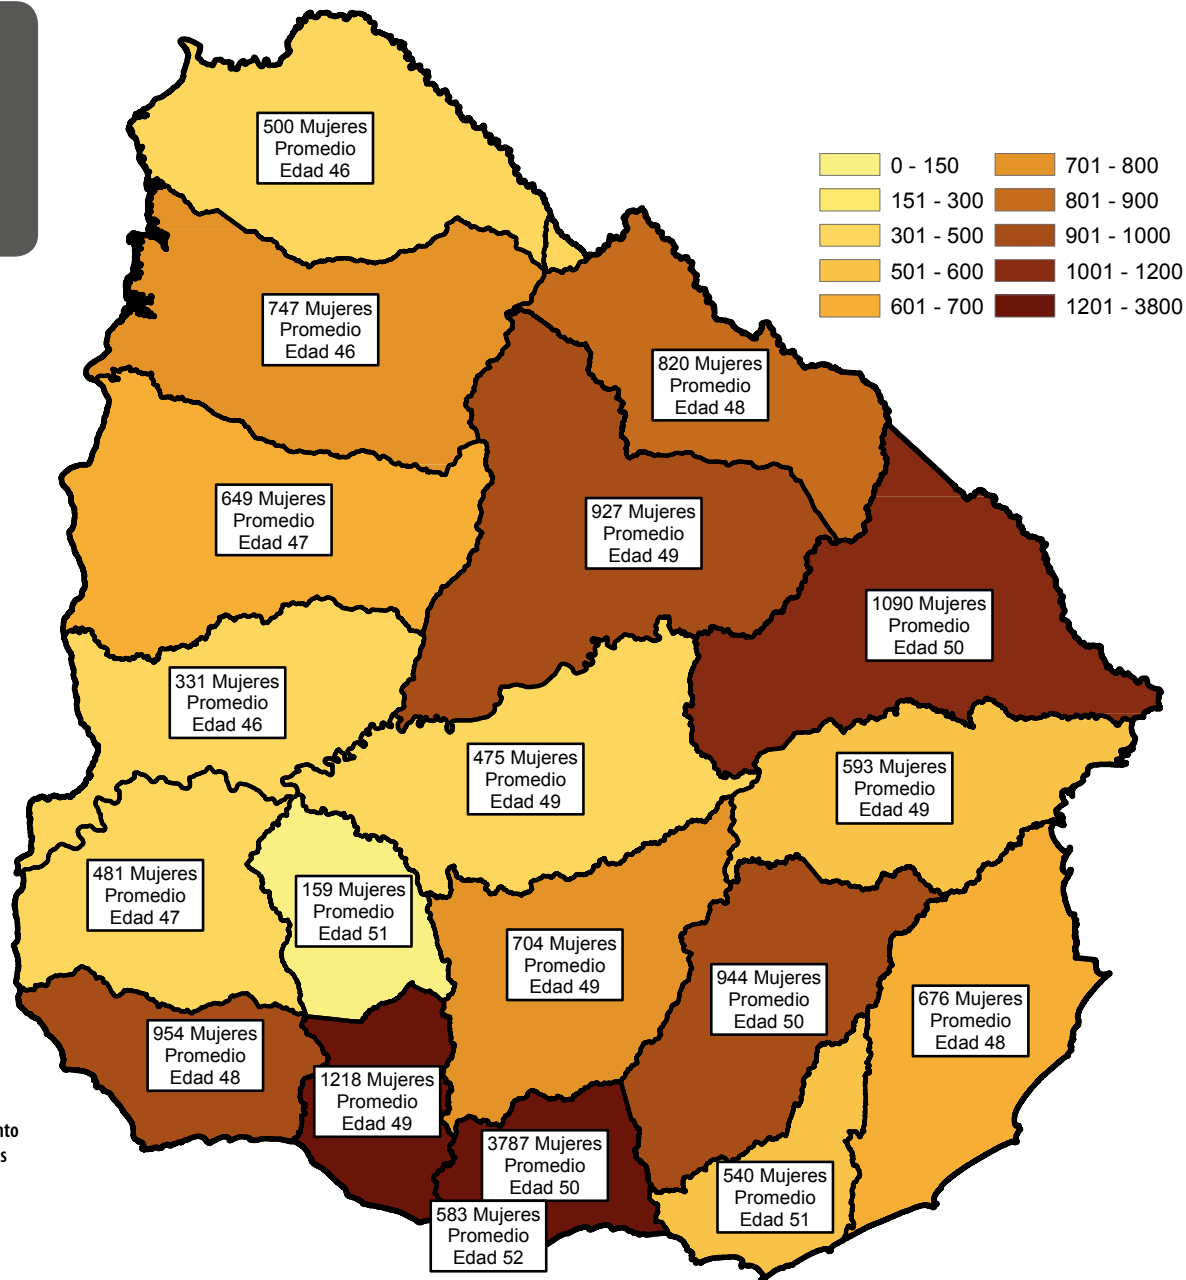 500 Mujeres
Promedio
Edad 46
0 - 150
151 - 300
301 - 500
501 - 600
601 - 700
701 - 800
801 - 900
901 - 1000
1001 - 1200
1201 - 3800
747 Mujeres
Promedio
Edad 46
820 Mujeres
Promedio
Edad 48
649 Mujeres
Promedio
Edad 47
927 Mujeres
Promedio
Edad 49
1090 Mujeres
Promedio
Edad 50
331 Mujeres
Promedio
Edad 46
475 Mujeres
Promedio
Edad 49
593 Mujeres
Promedio
Edad 49
481 Mujeres
Promedio
Edad 47
159 Mujeres
Promedio
Edad 51
704 Mujeres
Promedio
Edad 49
944 Mujeres
Promedio
Edad 50
676 Mujeres
Promedio
Edad 48
954 Mujeres
Promedio
Edad 48
1218 Mujeres
Promedio
Edad 49
3787 Mujeres
Promedio
Edad 50
540 Mujeres
Promedio
Edad 51
583 Mujeres
Promedio
Edad 52
nto
s